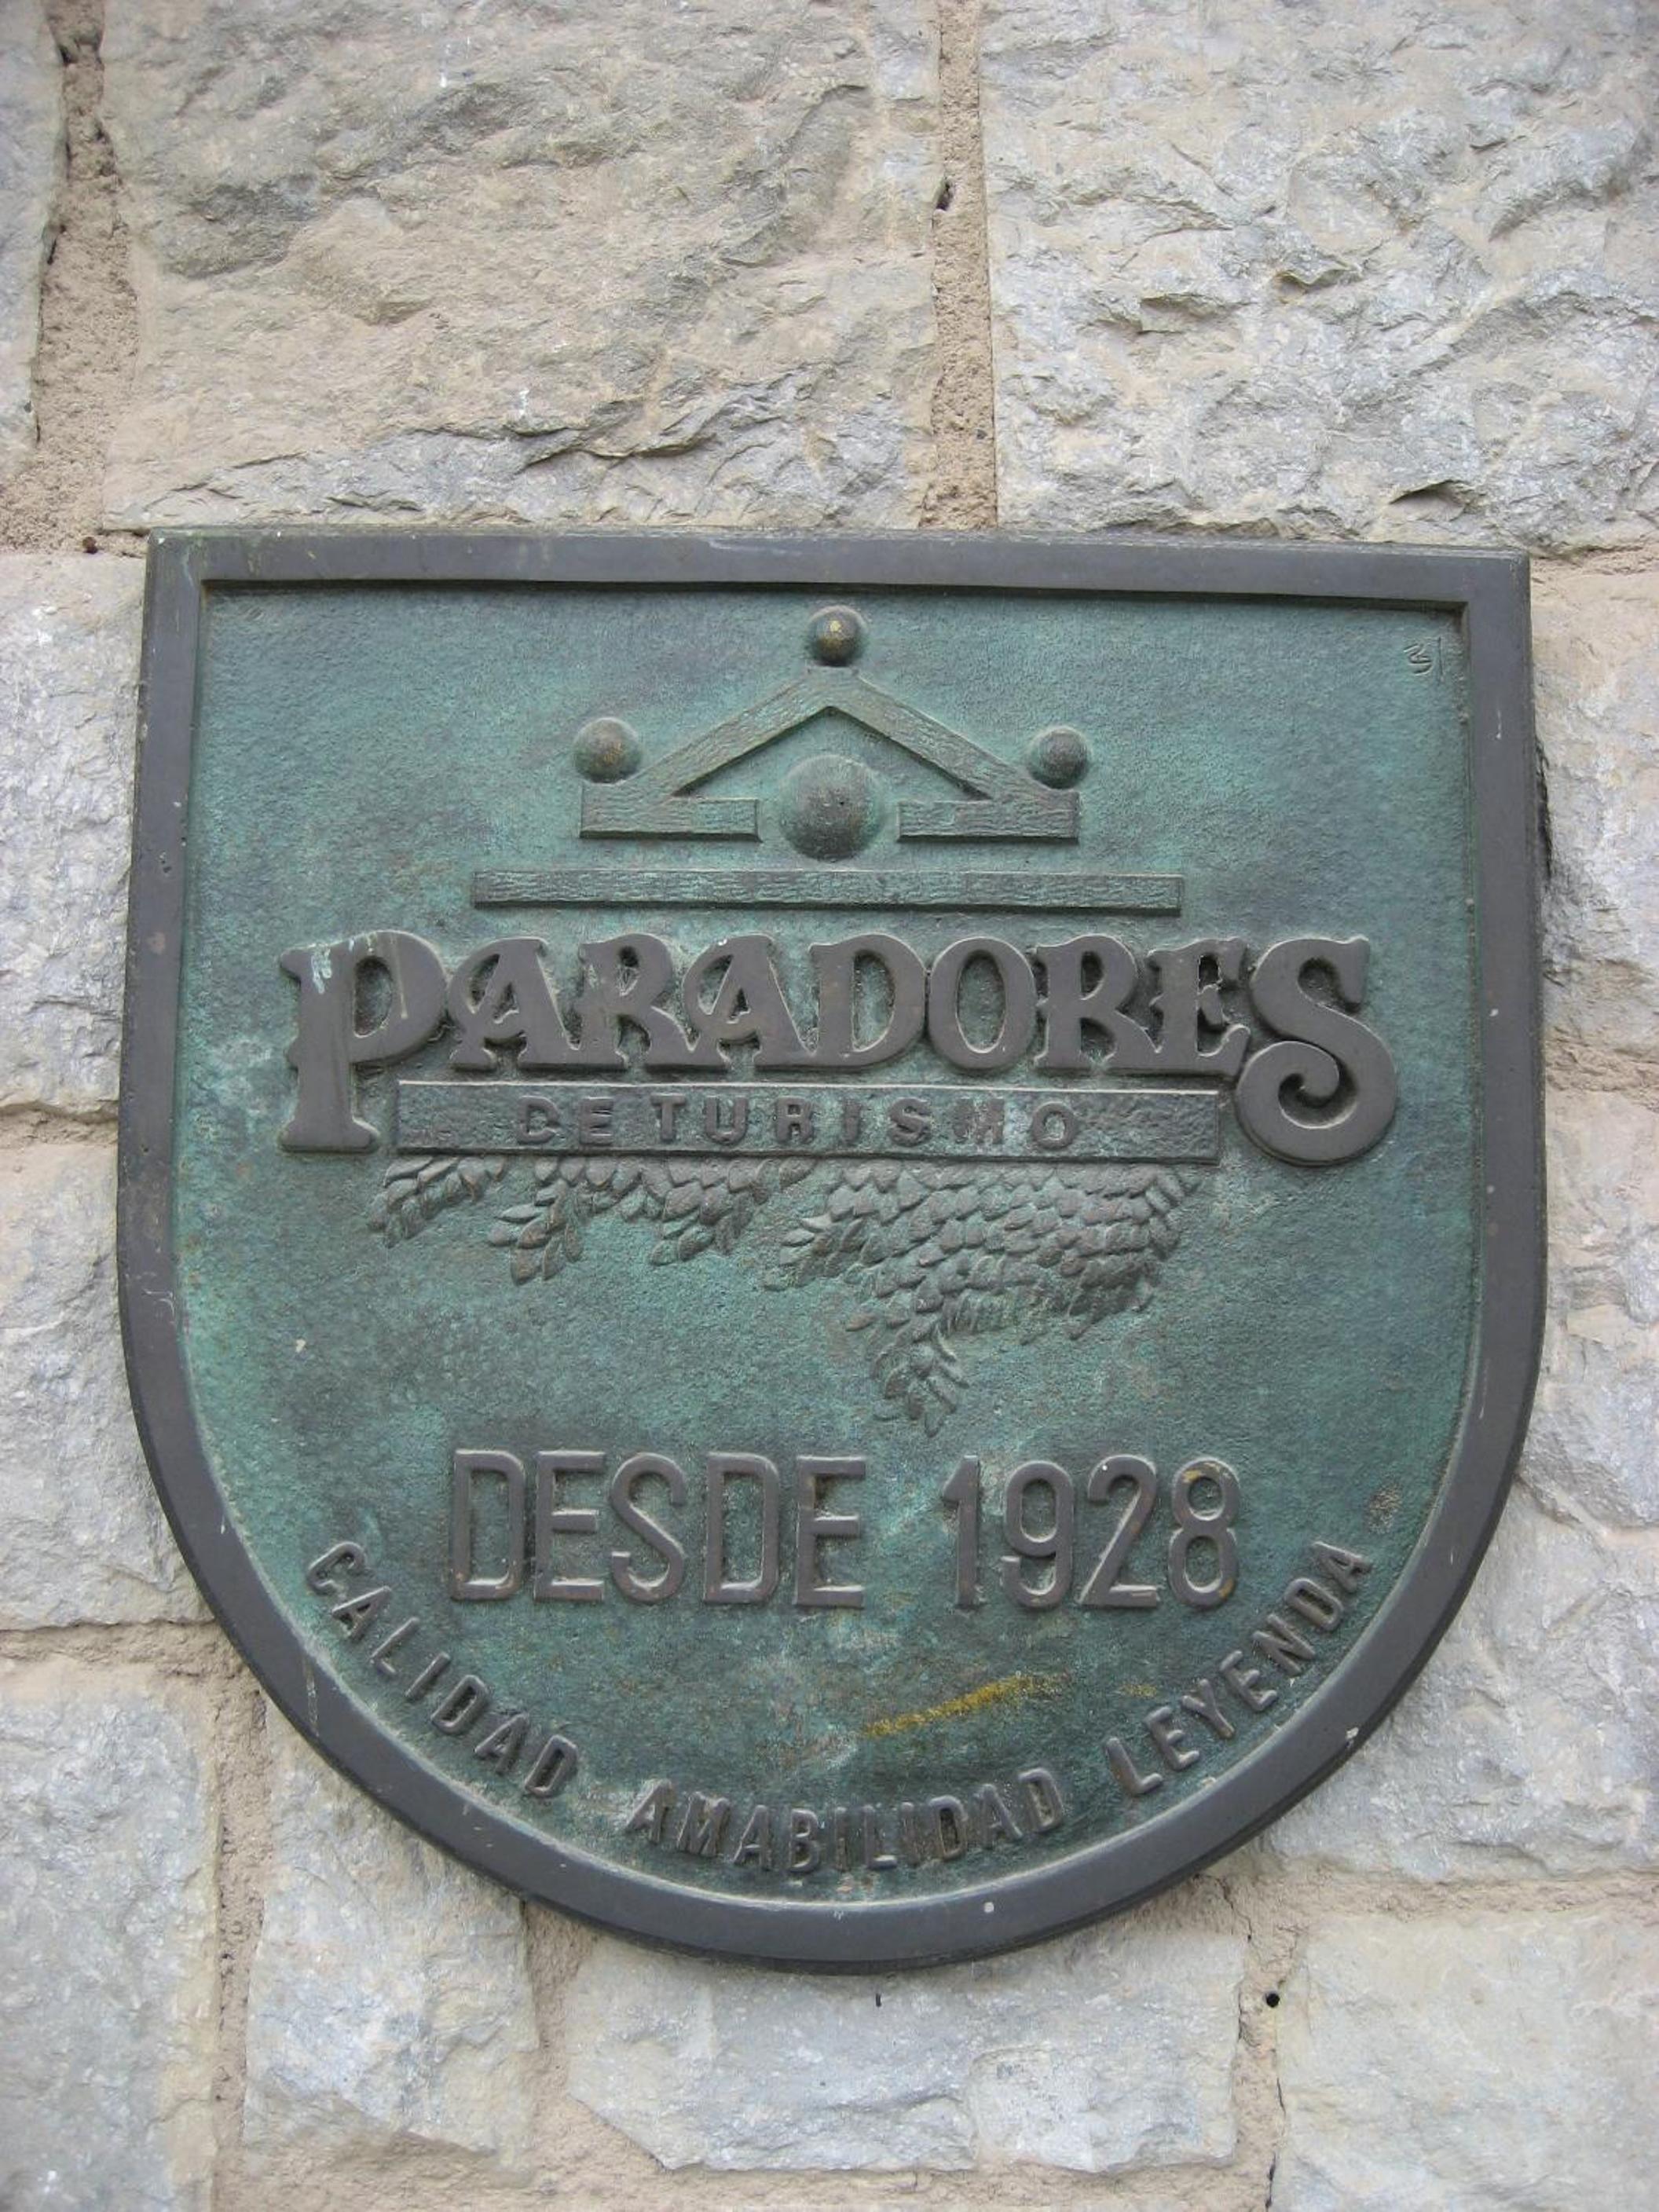 PARADORES
DE TURISMO
DESDE 1928
CALIDAD AMABILIDAD LEYENDA